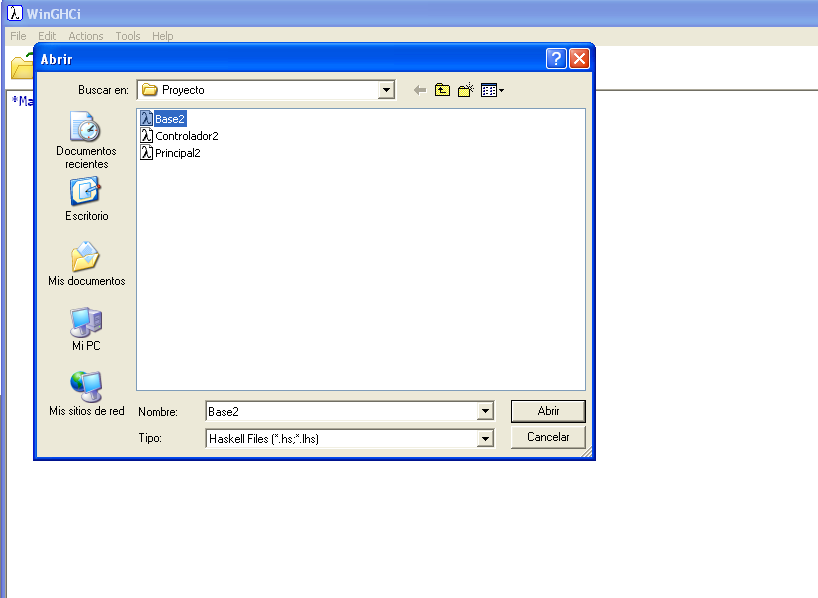 WinGHCi
File Edit Actions Tools Help
Abrir
Buscar en: Proyecto
*Ma
Base2
Controlador2
Principal2
Documentos
recientes
Escritorio
Mis documentos
Mi PC
Mis sitios de red
Nombre: Base2 Abrir
Tipo: Haskell Files (*.hs;*.lhs) Cancelar